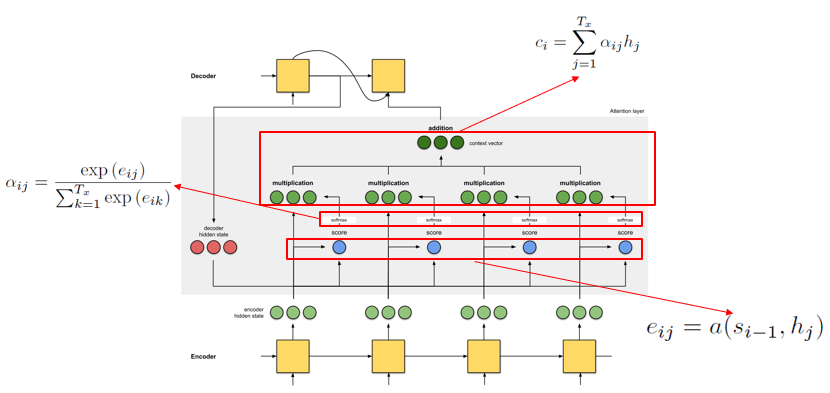 c_i = \sum_{j=1}^{T_x} α_{ij} h_j
Decoder
Attention layer
addition
context vector
α_{ij} = \frac{exp (e_{ij})}{\sum_{k=1}^{T_x} exp (e_{ik})}
multiplication multiplication multiplication multiplication
softmax softmax softmax softmax
decoder
hidden state
score score score score
encoder
hidden state
e_{ij} = a(s_{i-1}, h_j)
Encoder